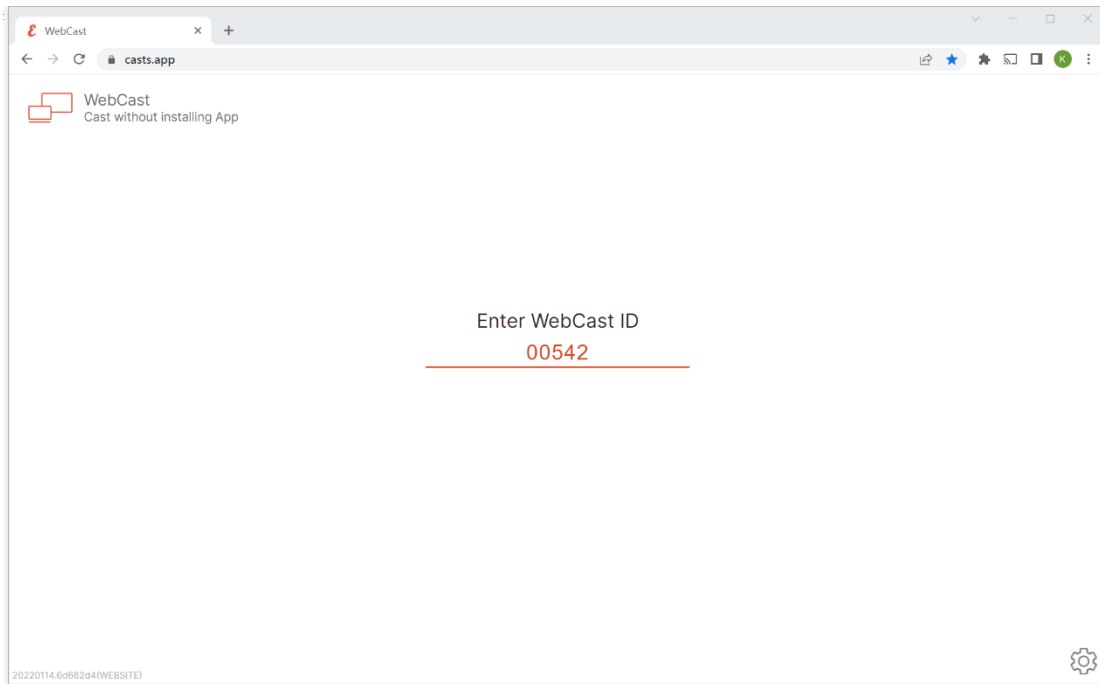 WebCast
casts.app
K
WebCast
Cast without installing App
Enter WebCast ID
00542
20220114.6d662d4(WEBSITE)